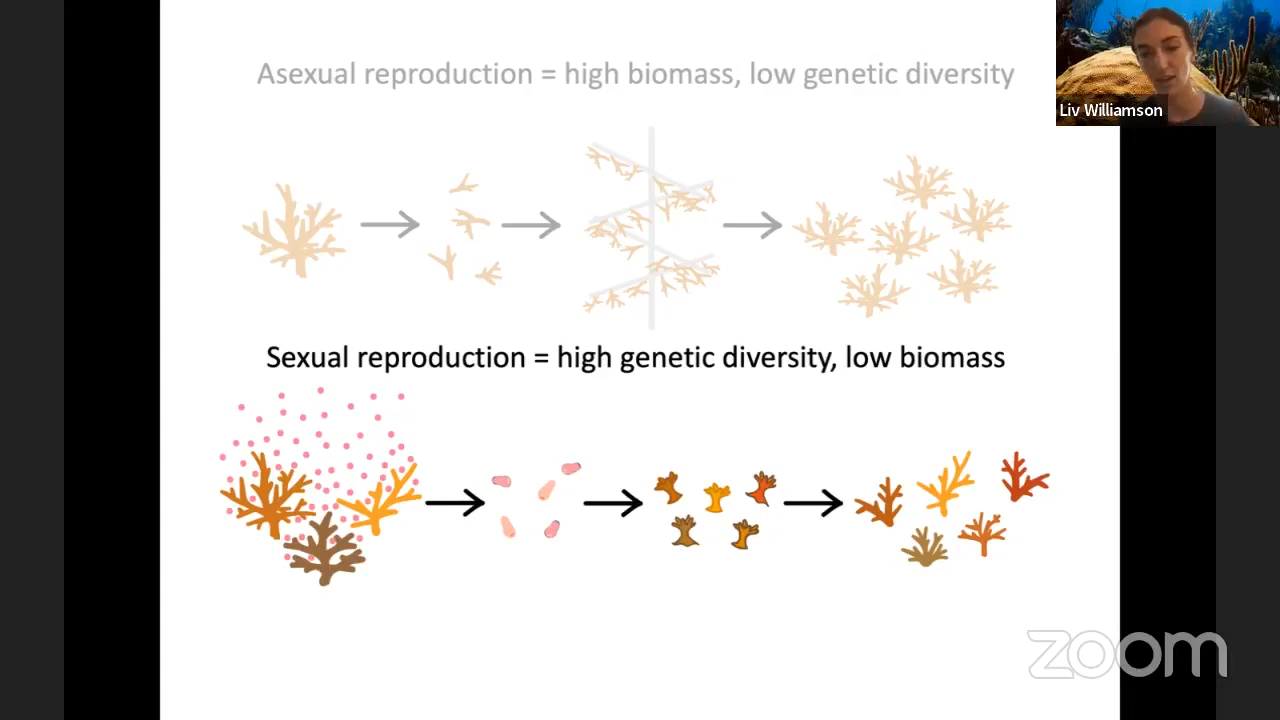 Asexual reproduction = high biomass, low genetic diversity
Liv Williamson
Sexual reproduction = high genetic diversity, low biomass
zoom